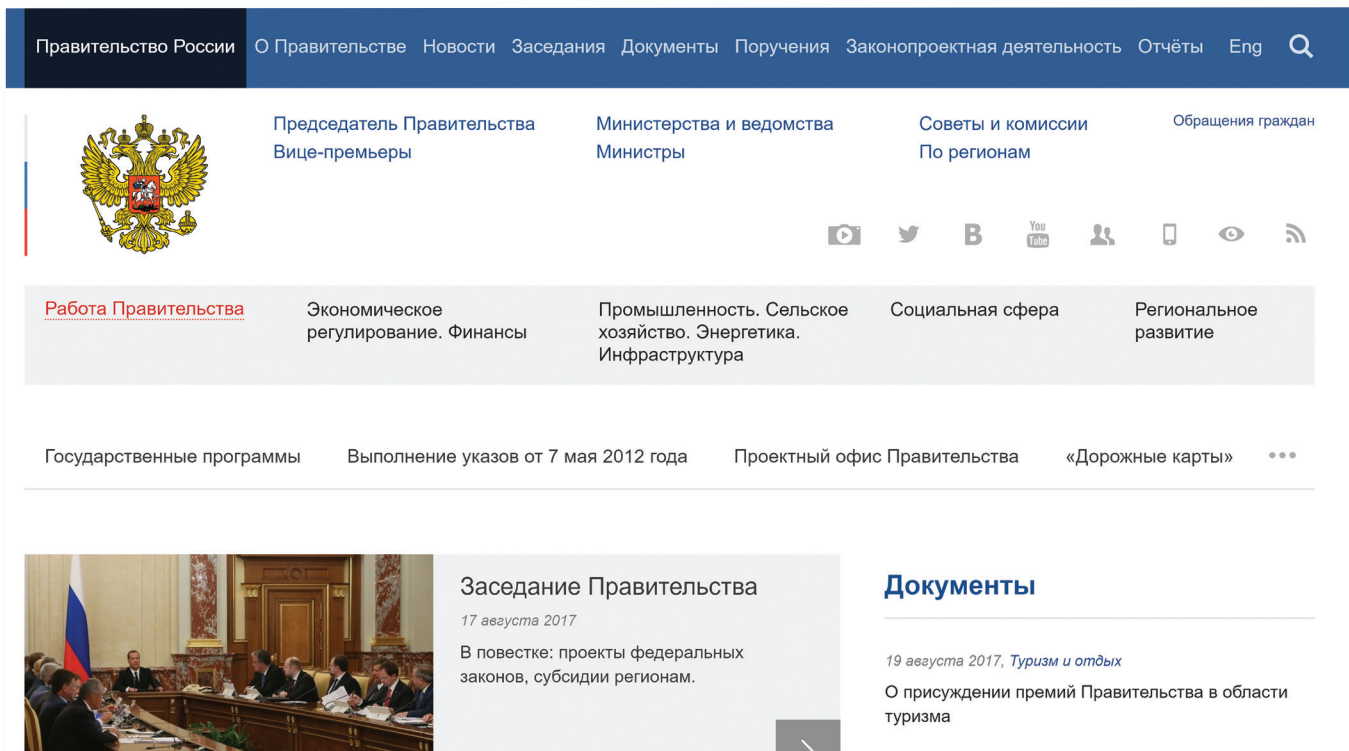 Правительство России О Правительстве Новости Заседания Документы Поручения Законопроектная деятельность Отчёты Eng
Председатель Правительства
Вице-премьеры
Министерства и ведомства
Министры
Советы и комиссии
По регионам
Обращения граждан
B
You
Tube
Работа Правительства
Экономическое
регулирование. Финансы
Промышленность. Сельское
хозяйство. Энергетика.
Инфраструктура
Социальная сфера
Региональное
развитие
Государственные программы Выполнение указов от 7 мая 2012 года Проектный офис Правительства «Дорожные карты»
Заседание Правительства
17 августа 2017
В повестке: проекты федеральных
законов, субсидии регионам.
Документы
19 августа 2017, Туризм и отдых
О присуждении премий Правительства в области
туризма